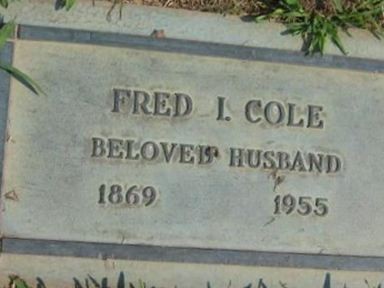 FRED I. COLE
BELOVED HUSBAND
1869 1955